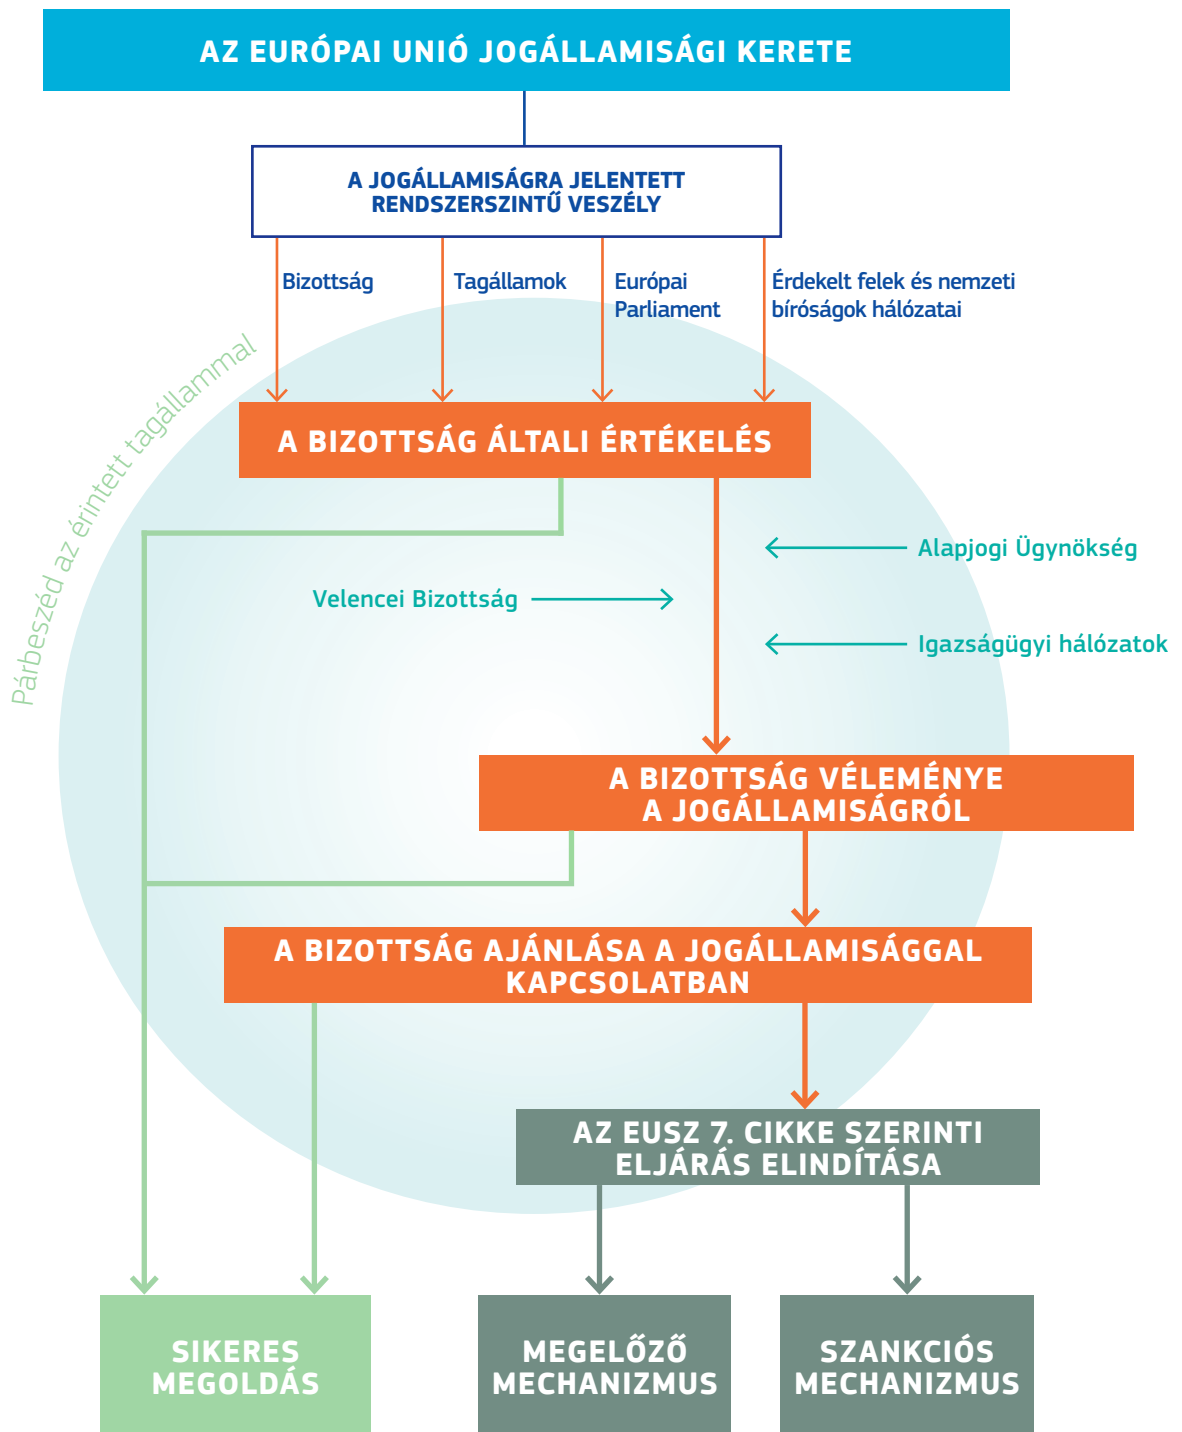 AZ EURÓPAI UNIÓ JOGÁLLAMISÁGI KERETE
A JOGÁLLAMISÁGRA JELENTETT
RENDSZERSZINTŰ VESZÉLY
Bizottság
Tagállamok
Európai
Parliament
Érdekelt felek és nemzeti
bíróságok hálózatai
Párbeszéd az érintett tagállammal
A BIZOTTSÁG ÁLTALI ÉRTÉKELÉS
Alapjogi Ügynökség
Velencei Bizottság
Igazságügyi hálózatok
A BIZOTTSÁG VÉLEMÉNYE
A JOGÁLLAMISÁGRÓL
A BIZOTTSÁG AJÁNLÁSA A JOGÁLLAMISÁGGAL
KAPCSOLATBAN
AZ EUSZ 7. CIKKE SZERINTI
ELJÁRÁS ELINDÍTÁSA
SIKERES
MEGOLDÁS
MEGELŐZŐ
MECHANIZMUS
SZANKCIÓS
MECHANIZMUS